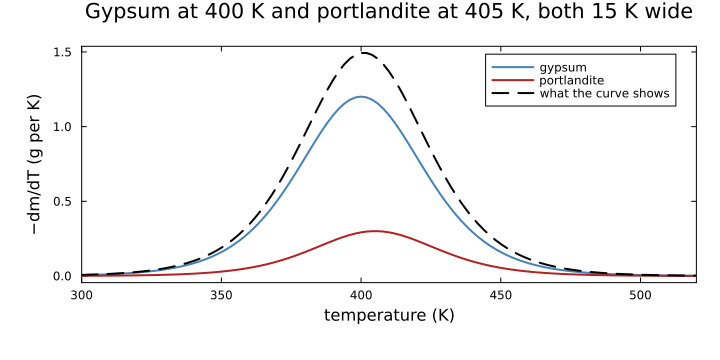 Gypsum at 400 K and portlandite at 405 K, both 15 K wide
−dm/dT (g per K)
1.5
1.0
0.5
0.0
gypsum
portlandite
what the curve shows
300
350
400
450
500
temperature (K)